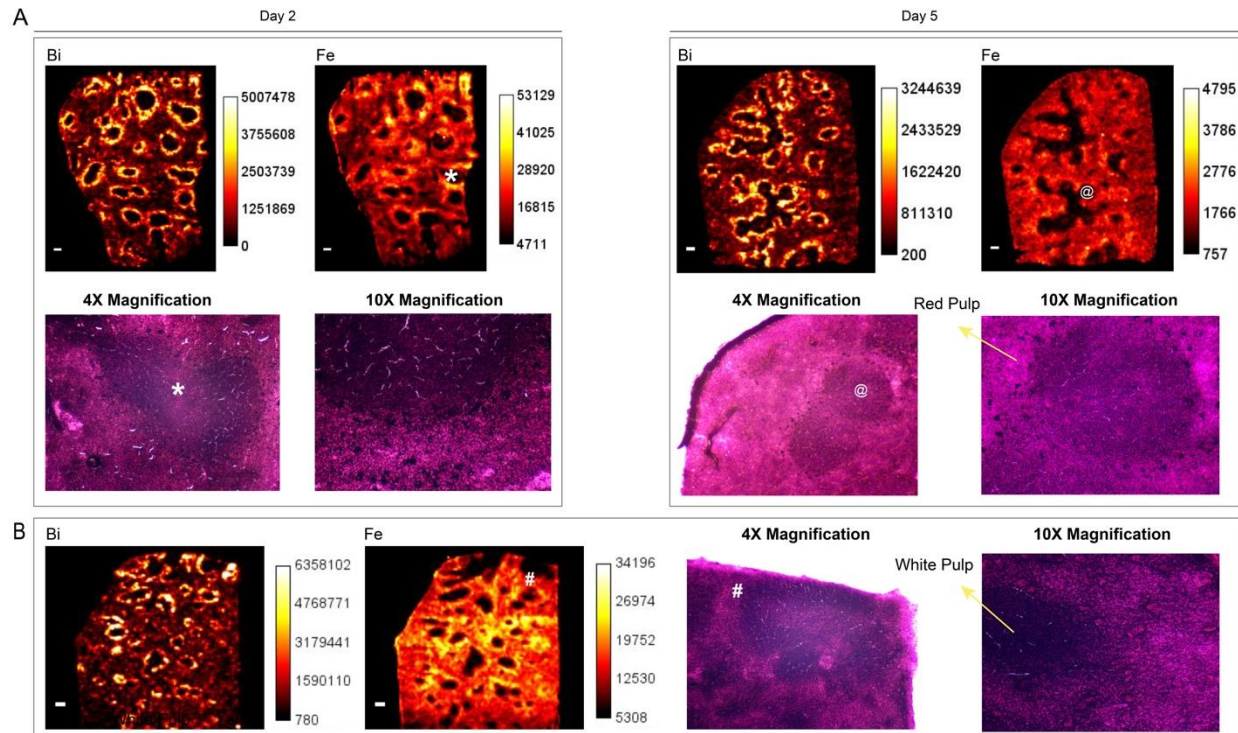 A
Day 2
Day 5
Bi
5007478
3755608
2503739
1251869
0
Fe
53129
41025
28920
16815
4711
*
Bi
3244639
2433529
1622420
811310
200
Fe
4795
3786
2776
1766
757
@
4X Magnification
*
10X Magnification
4X Magnification
@
Red Pulp
10X Magnification
B
Bi
6358102
4768771
3179441
1590110
780
Fe
34196
26974
19752
12530
5308
#
4X Magnification
#
White Pulp
10X Magnification